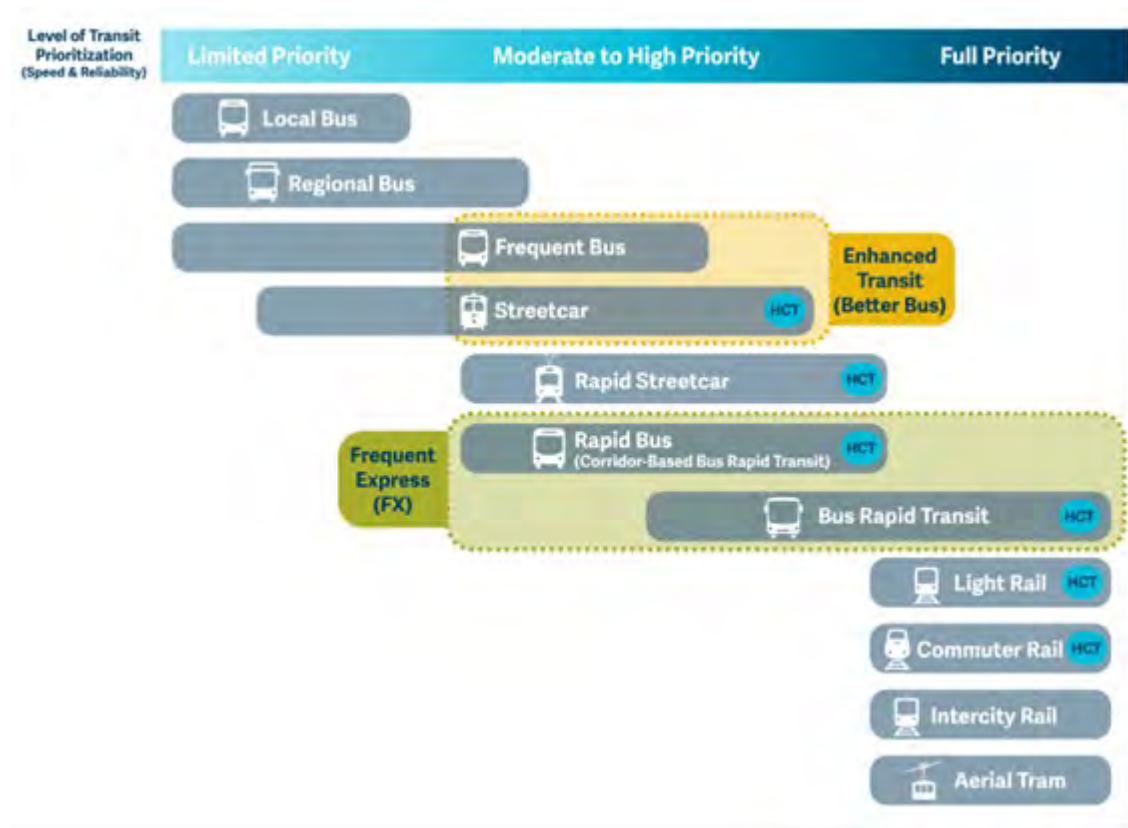 Level of Transit
Prioritization
(Speed & Reliability)
Limited Priority
Moderate to High Priority
Full Priority
Local Bus
Regional Bus
Frequent Bus
Streetcar
HCT
Enhanced
Transit
(Better Bus)
Rapid Streetcar
HCT
Frequent
Express
(FX)
Rapid Bus
(Corridor-Based Bus Rapid Transit)
HCT
Bus Rapid Transit
HCT
Light Rail
HCT
Commuter Rail
HCT
Intercity Rail
Aerial Tram